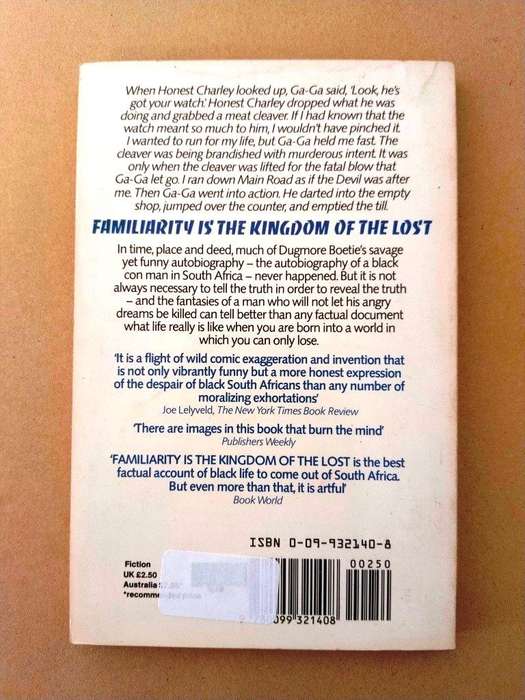 When Honest Charley looked up, Ga-Ga said, 'Look, he's
got your watch.' Honest Charley dropped what he was
doing and grabbed a meat cleaver. If I had known that the
watch meant so much to him, I wouldn't have pinched it.
I wanted to run for my life, but Ga-Ga held me fast. The
cleaver was being brandished with murderous intent. It was
only when the cleaver was lifted for the fatal blow that
Ga-Ga let go. I ran down Main Road as if the Devil was after
me. Then Ga-Ga went into action. He darted into the empty
shop, jumped over the counter, and emptied the till.
FAMILIARITY IS THE KINGDOM OF THE LOST
In time, place and deed, much of Dugmore Boetie's savage
yet funny autobiography – the autobiography of a black
con man in South Africa – never happened. But it is not
always necessary to tell the truth in order to reveal the truth
– and the fantasies of a man who will not let his angry
dreams be killed can tell better than any factual document
what life really is like when you are born into a world in
which you can only lose.
'It is a flight of wild comic exaggeration and invention that
is not only vibrantly funny but a more honest expression
of the despair of black South Africans than any number of
moralizing exhortations'
Joe Lelyveld, The New York Times Book Review
'There are images in this book that burn the mind'
Publishers Weekly
'FAMILIARITY IS THE KINGDOM OF THE LOST is the best
factual account of black life to come out of South Africa.
But even more than that, it is artful'
Book World
ISBN 0-09-932140-8
00250
Fiction
UK £2.50
Australia
*recommended price
9 780099 321408